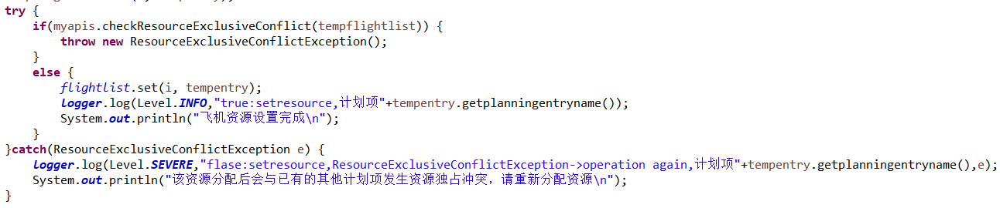 try {
    if(myapis.checkResourceExclusiveConflict(tempflightlist)) {
        throw new ResourceExclusiveConflictException();
    }
    else {
        flightlist.set(i, tempentry);
        logger.log(Level.INFO,"true:setresource,计划项"+tempentry.getplanningentryname());
        System.out.println("飞机资源设置完成\n");
    }
}catch(ResourceExclusiveConflictException e) {
    logger.log(Level.SEVERE,"flase:setresource,ResourceExclusiveConflictException->operation again,计划项"+tempentry.getplanningentryname(),e);
    System.out.println("该资源分配后会与已有的其他计划项发生资源独占冲突，请重新分配资源\n");
}